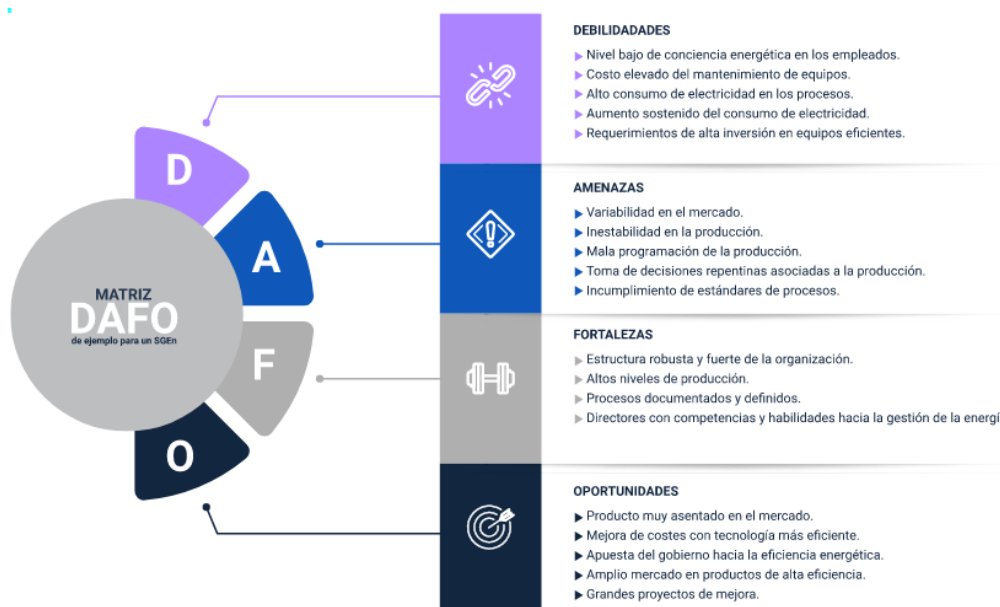 MATRIZ
DAFO
de ejemplo para un SGEn
D
A
F
O
DEBILIDADADES
Nivel bajo de conciencia energética en los empleados.
Costo elevado del mantenimiento de equipos.
Alto consumo de electricidad en los procesos.
Aumento sostenido del consumo de electricidad.
Requerimientos de alta inversión en equipos eficientes.
AMENAZAS
Variabilidad en el mercado.
Inestabilidad en la producción.
Mala programación de la producción.
Toma de decisiones repentinas asociadas a la producción.
Incumplimiento de estándares de procesos.
FORTALEZAS
Estructura robusta y fuerte de la organización.
Altos niveles de producción.
Procesos documentados y definidos.
Directores con competencias y habilidades hacia la gestión de la energí
OPORTUNIDADES
Producto muy asentado en el mercado.
Mejora de costes con tecnología más eficiente.
Apuesta del gobierno hacia la eficiencia energética.
Amplio mercado en productos de alta eficiencia.
Grandes proyectos de mejora.